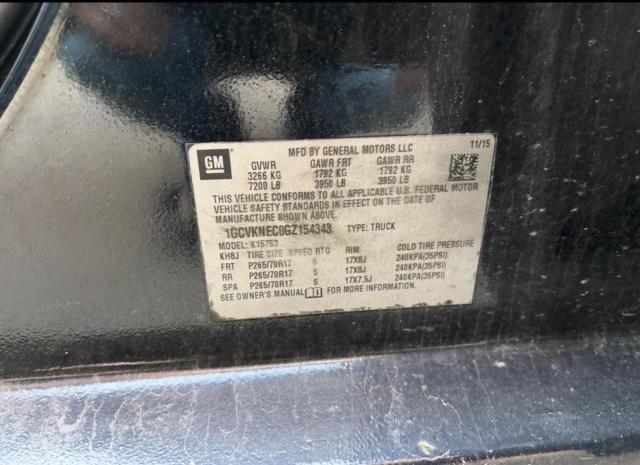 GM MFD BY GENERAL MOTORS LLC 11/15
GVWR GAWR FRT GAWR RR
3266 KG 1792 KG 1792 KG
7200 LB 3950 LB 3950 LB
THIS VEHICLE CONFORMS TO ALL APPLICABLE U.S. FEDERAL MOTOR
VEHICLE SAFETY STANDARDS IN EFFECT ON THE DATE OF
MANUFACTURE SHOWN ABOVE.
1GCVKNEC0GZ154343 TYPE: TRUCK
MODEL: K15753
KH8J TIRE SIZE SPEED RTG RIM COLD TIRE PRESSURE
FRT P265/70R17 S 17X8J 240KPA(35PSI)
RR P265/70R17 S 17X8J 240KPA(35PSI)
SPA P265/70R17 S 17X7.5J 240KPA(35PSI)
SEE OWNER'S MANUAL FOR MORE INFORMATION.